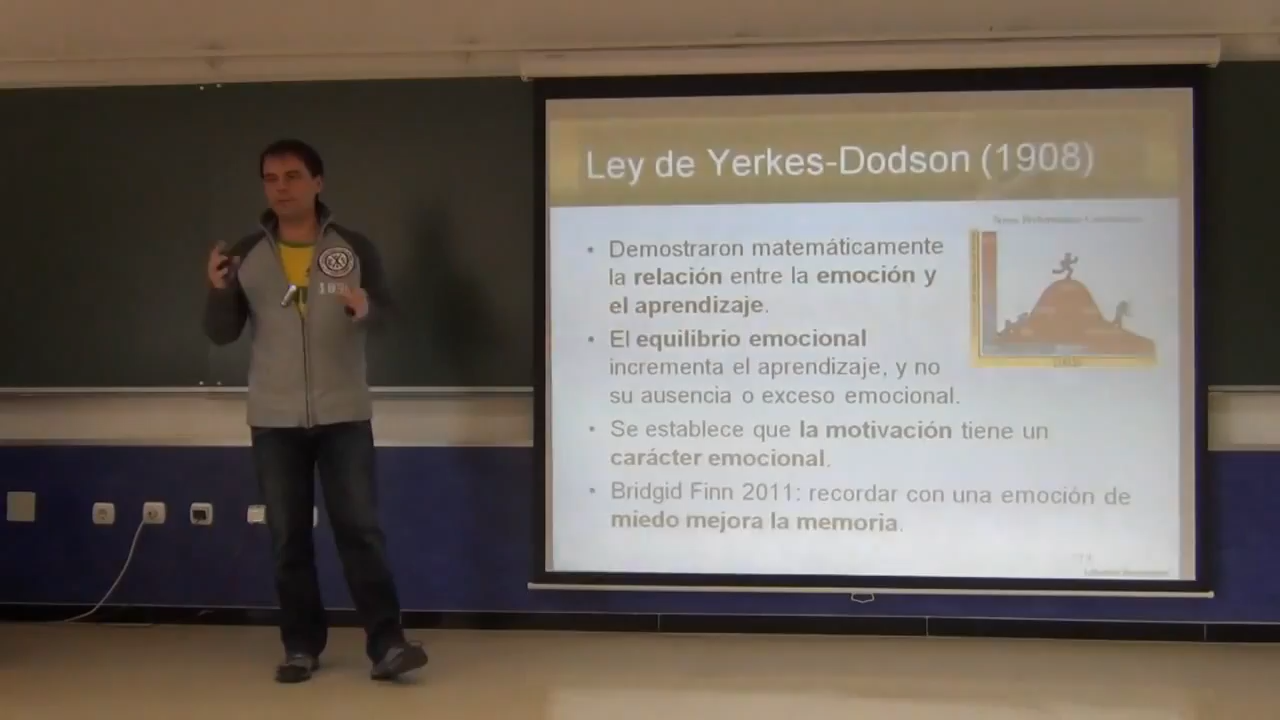 Ley de Yerkes-Dodson (1908)
• Demostraron matemáticamente
la relación entre la emoción y
el aprendizaje.
• El equilibrio emocional
incrementa el aprendizaje, y no
su ausencia o exceso emocional.
• Se establece que la motivación tiene un
carácter emocional.
• Bridgid Finn 2011: recordar con una emoción de
miedo mejora la memoria.